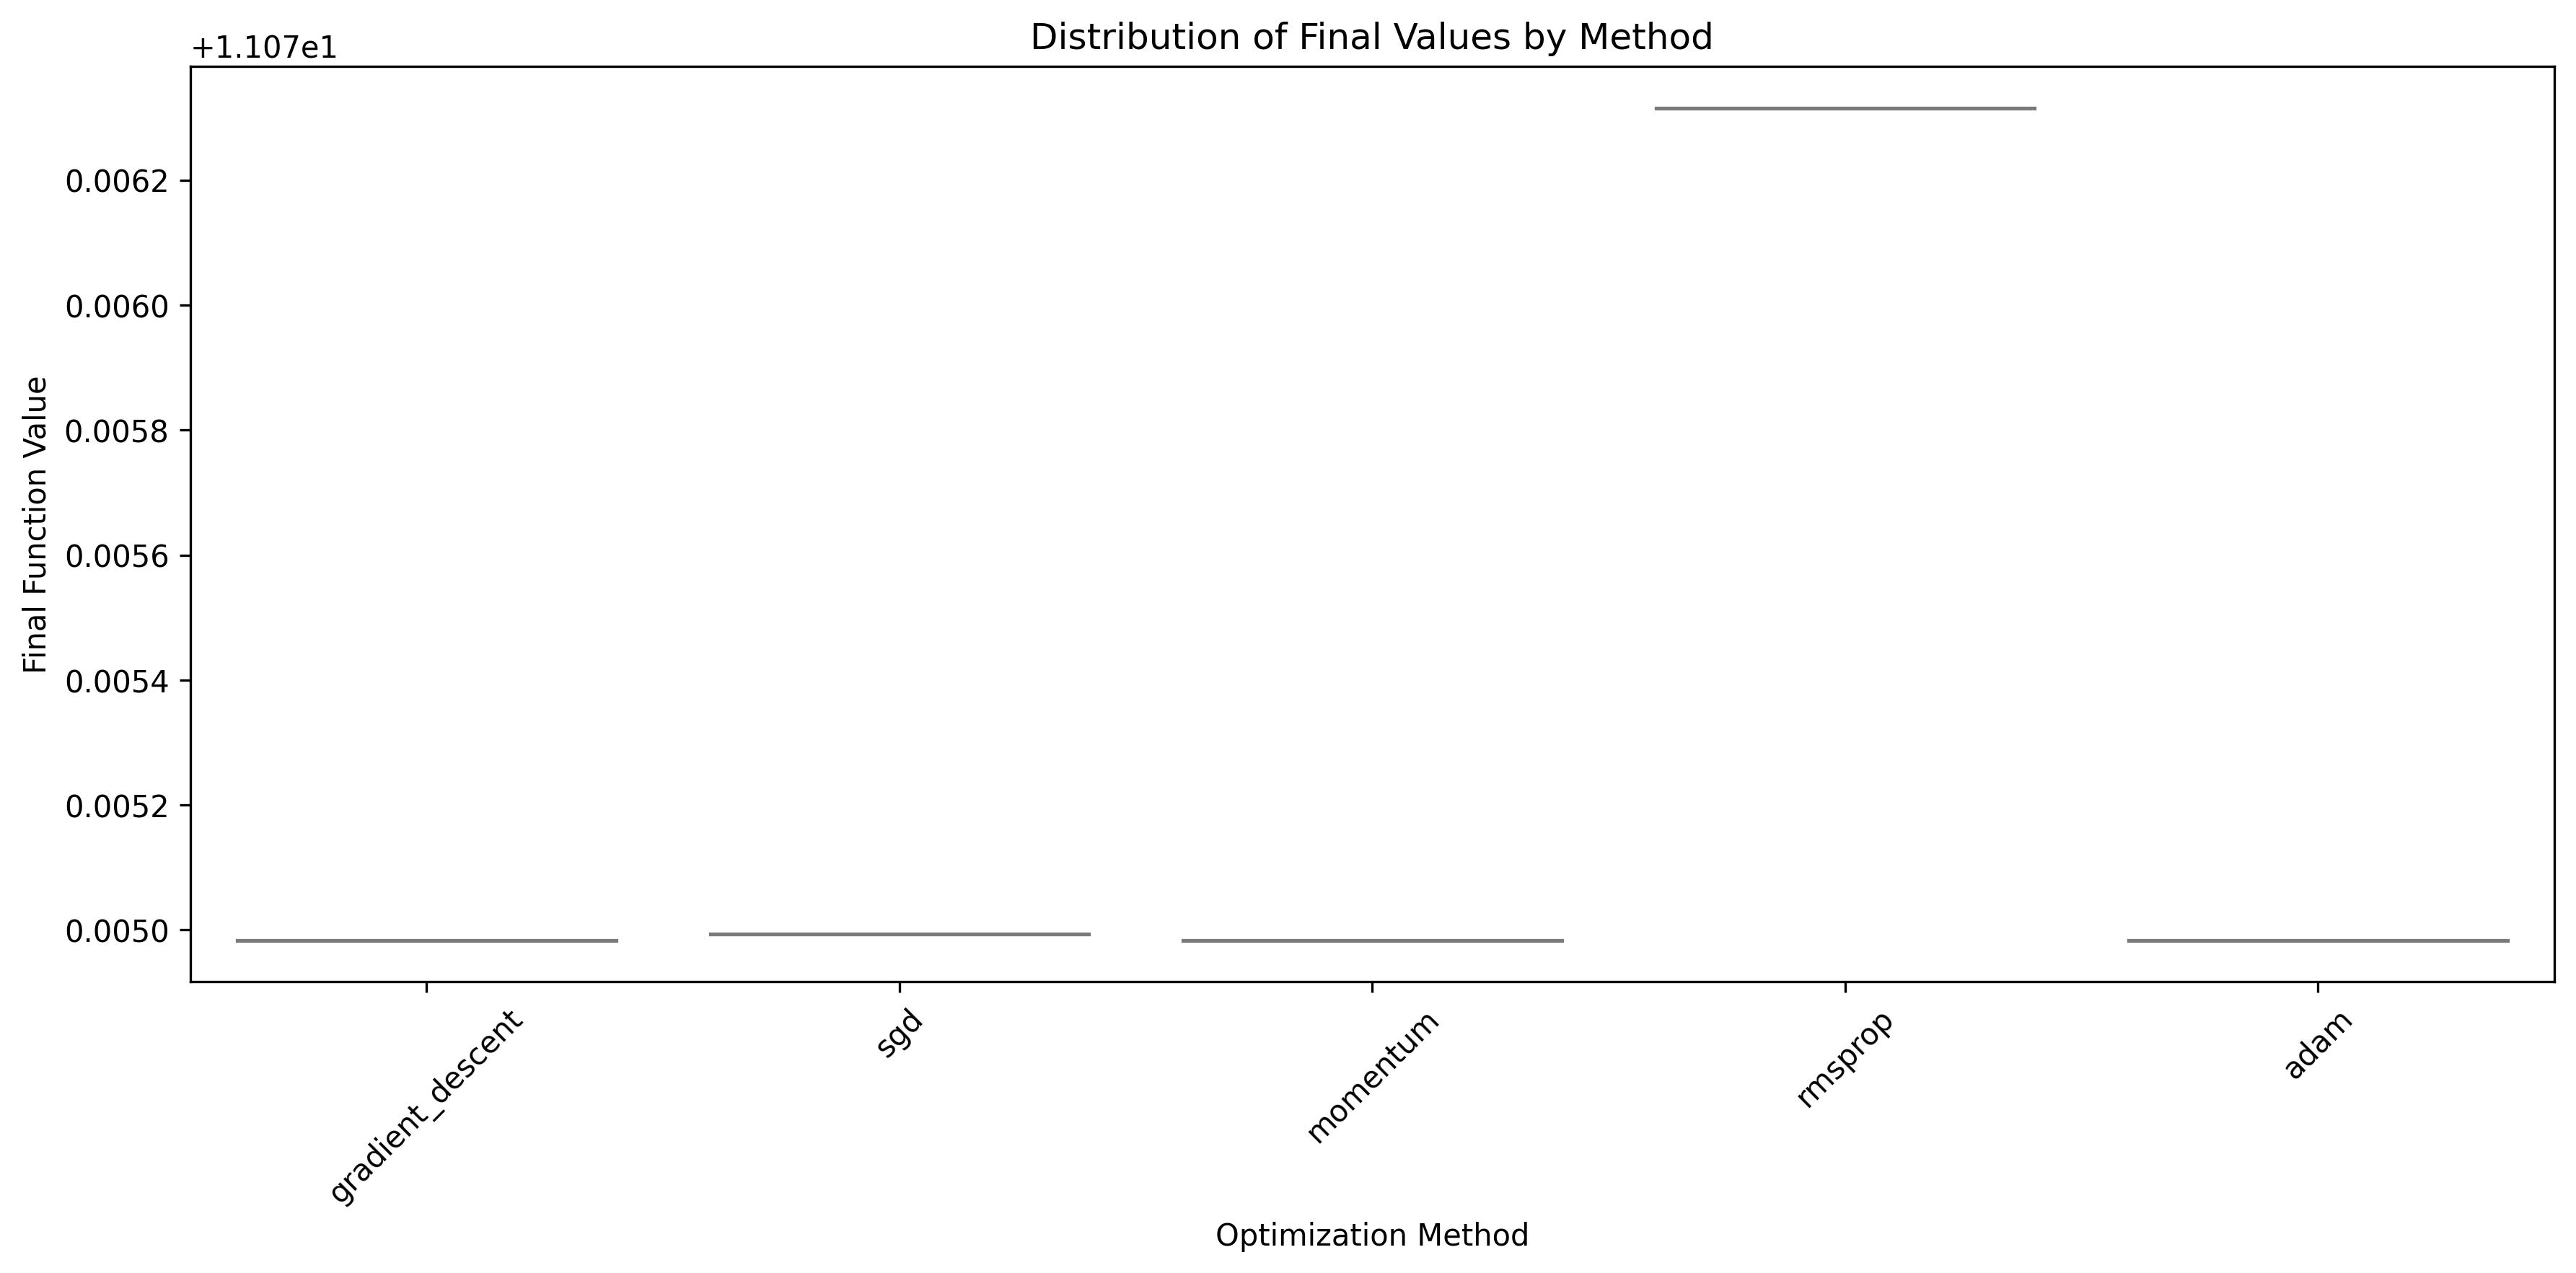 Distribution of Final Values by Method
+1.107e1
0.0062
0.0060
0.0058
0.0056
0.0054
0.0052
0.0050
Final Function Value
gradient_descent
sgd
momentum
rmsprop
adam
Optimization Method